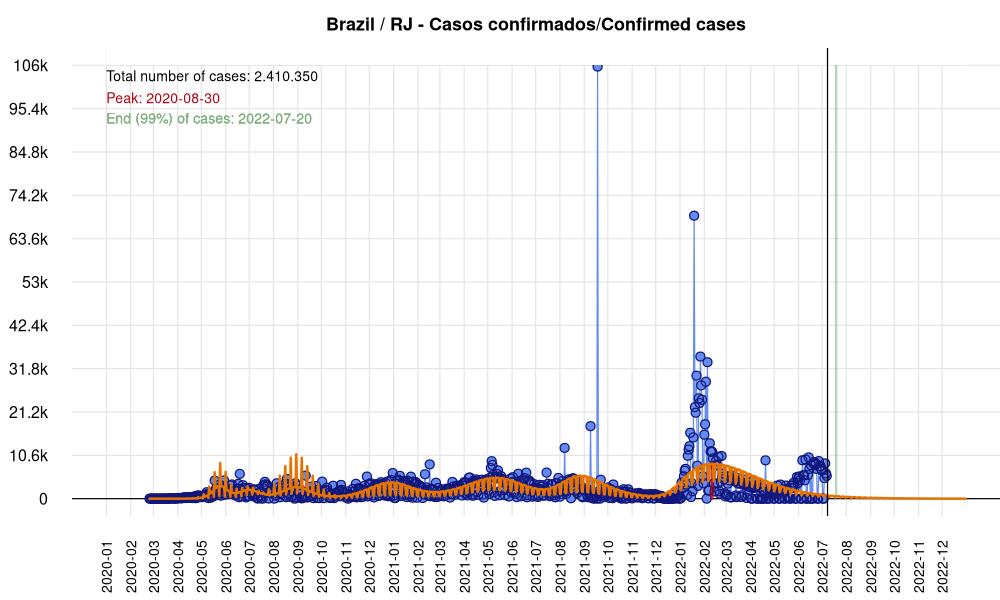 Brazil / RJ - Casos confirmados/Confirmed cases
Total number of cases: 2.410.350
Peak: 2020-08-30
End (99%) of cases: 2022-07-20
106k
95.4k
84.8k
74.2k
63.6k
53k
42.4k
31.8k
21.2k
10.6k
0
2020-01
2020-02
2020-03
2020-04
2020-05
2020-06
2020-07
2020-08
2020-09
2020-10
2020-11
2020-12
2021-01
2021-02
2021-03
2021-04
2021-05
2021-06
2021-07
2021-08
2021-09
2021-10
2021-11
2021-12
2022-01
2022-02
2022-03
2022-04
2022-05
2022-06
2022-07
2022-08
2022-09
2022-10
2022-11
2022-12